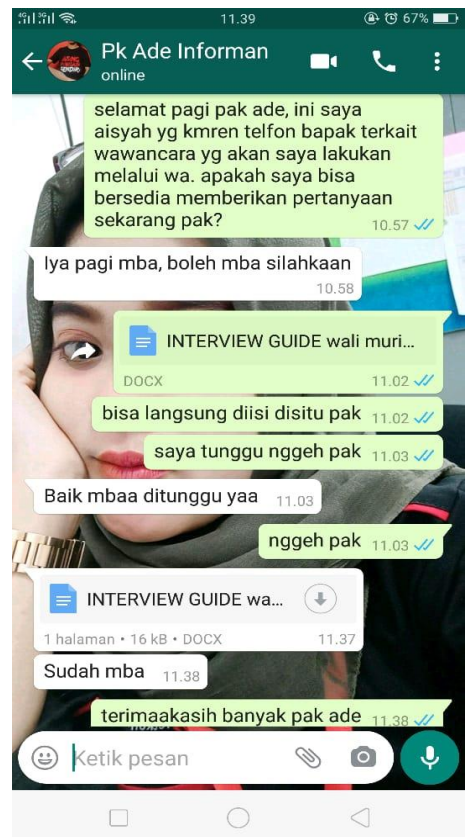 11.39
67%
Pk Ade Informan
online
selamat pagi pak ade, ini saya
aisyah yg kmren telfon bapak terkait
wawancara yg akan saya lakukan
melalui wa. apakah saya bisa
bersedia memberikan pertanyaan
sekarang pak?
10.57
Iya pagi mba, boleh mba silahkaan
10.58
INTERVIEW GUIDE wali muri...
DOCX 11.02
bisa langsung diisi disitu pak 11.02
saya tunggu nggeh pak 11.03
Baik mbaa ditunggu yaa 11.03
nggeh pak 11.03
INTERVIEW GUIDE wa...
1 halaman • 16 kB • DOCX 11.37
Sudah mba 11.38
terimaakasih banyak pak ade 11.38
Ketik pesan